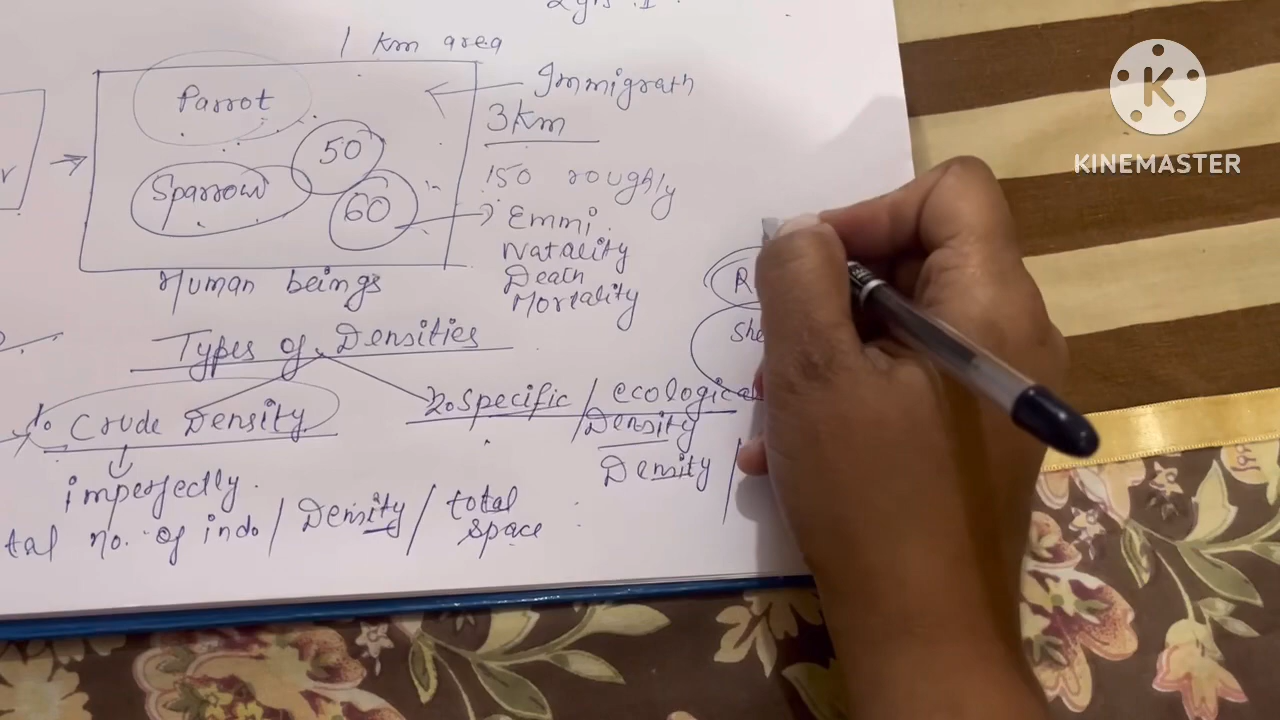 1 km area
Parrot
Immigrath
3km
50
Sparrow
60
150 roughly
Emmi.
Natality
Death
Mortality
Human beings
Types of Densities
1. Crude Density
2. specific / ecological
Density
imperfectly.
Density /
tal no. of indo / Density / total
space
She
R
KINEMASTER